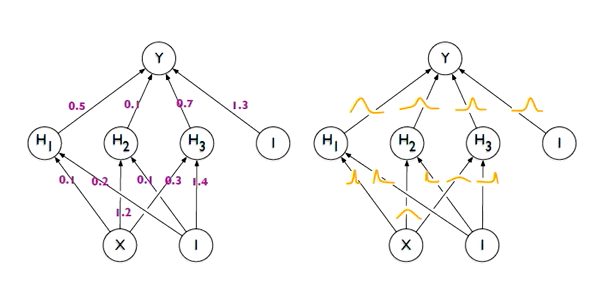 Y Y
0.5 0.1 0.7 1.3
H1 H2 H3 I H1 H2 H3 I
0.1 0.2 0.1 0.3 1.4
1.2
X I X I